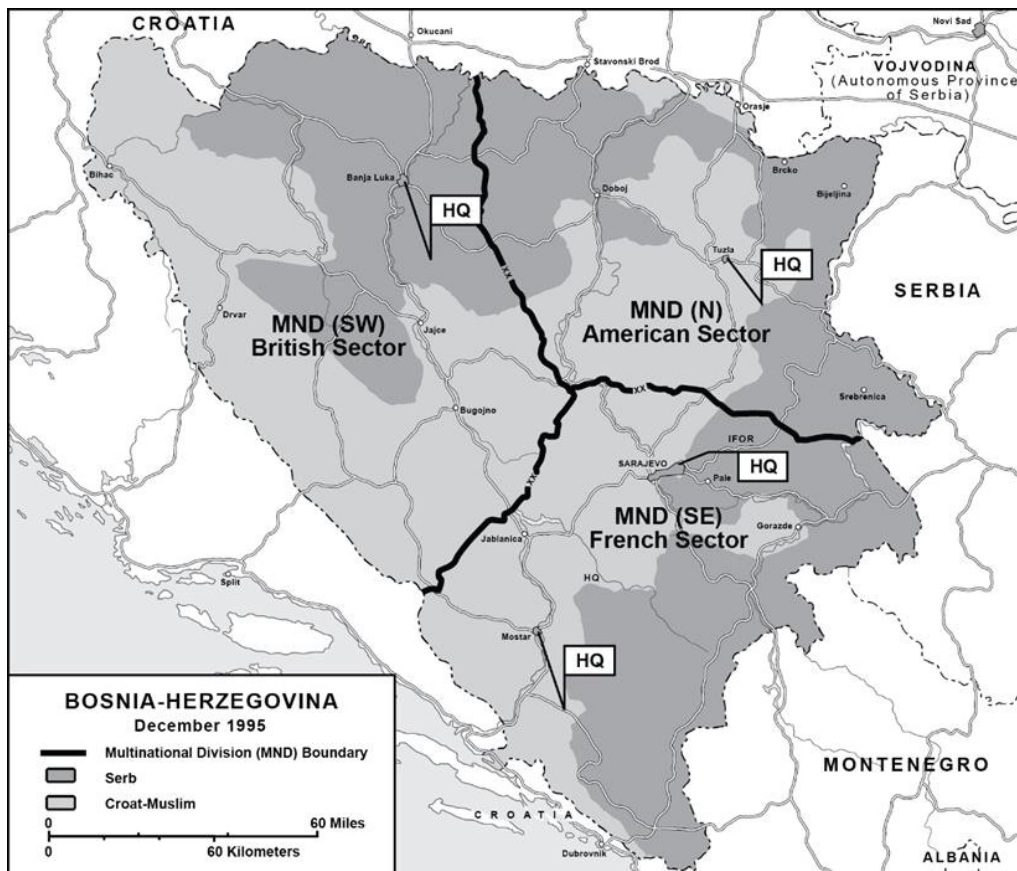 CROATIA
Okucani
Novi Sad
Stavonski Brod
VOJVODINA
(Autonomous Province
of Serbia)
Orasje
Bihac
Banja Luka
HQ
Doboj
Brcko
Bijeljina
Tuzla
HQ
SERBIA
XX
Drvar
MND (SW)
British Sector
Jajce
MND (N)
American Sector
XX
Srebrenica
Bugojno
IFOR
SARAJEVO
HQ
Pale
XX
MND (SE)
French Sector
Gorazde
Jablanica
Split
HQ
Mostar
HQ
BOSNIA-HERZEGOVINA
December 1995
Multinational Division (MND) Boundary
Serb
Croat-Muslim
0 60 Miles
0 60 Kilometers
MONTENEGRO
CROATIA
Dubrovnik
ALBANIA